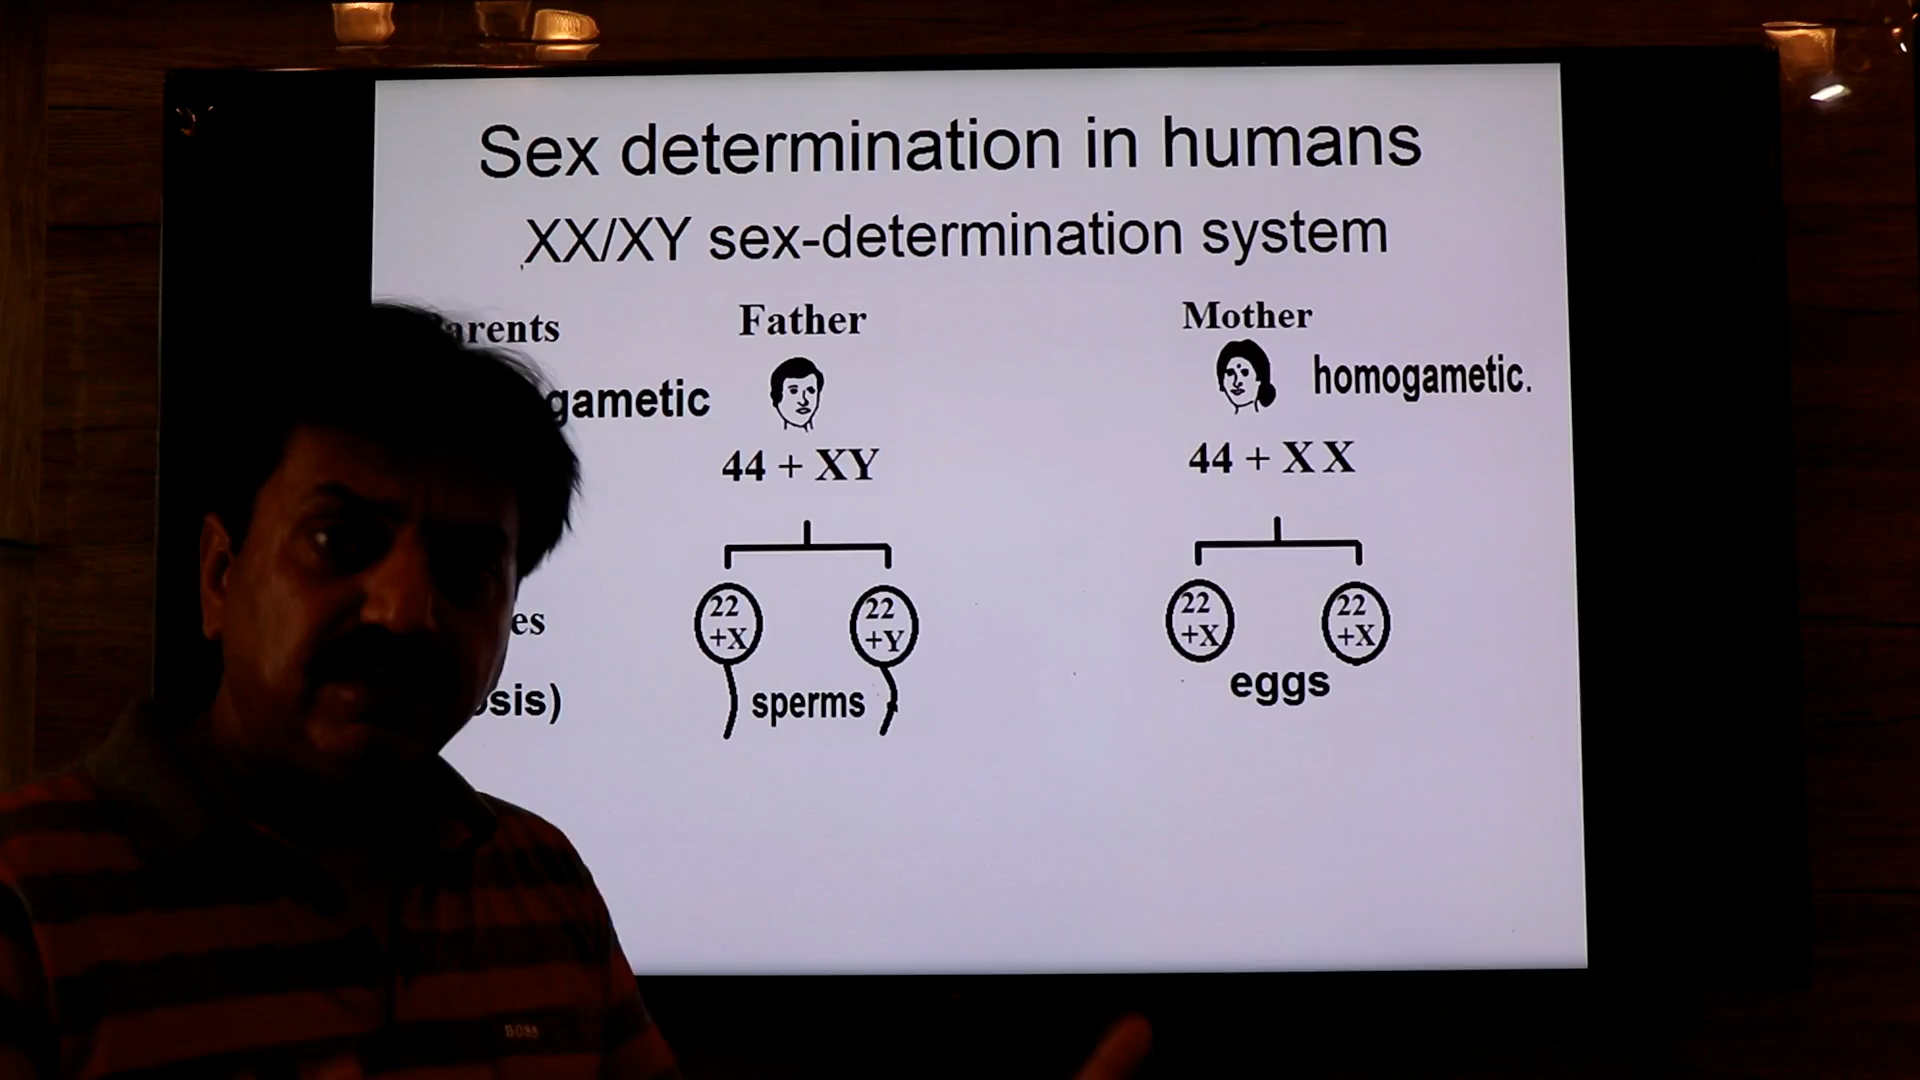 Sex determination in humans
XX/XY sex-determination system
arents Father Mother
gametic homogametic.
44 + XY 44 + X X
22 22 22 22
+X +Y +X +X
es
eggs
sis) sperms
BOSS